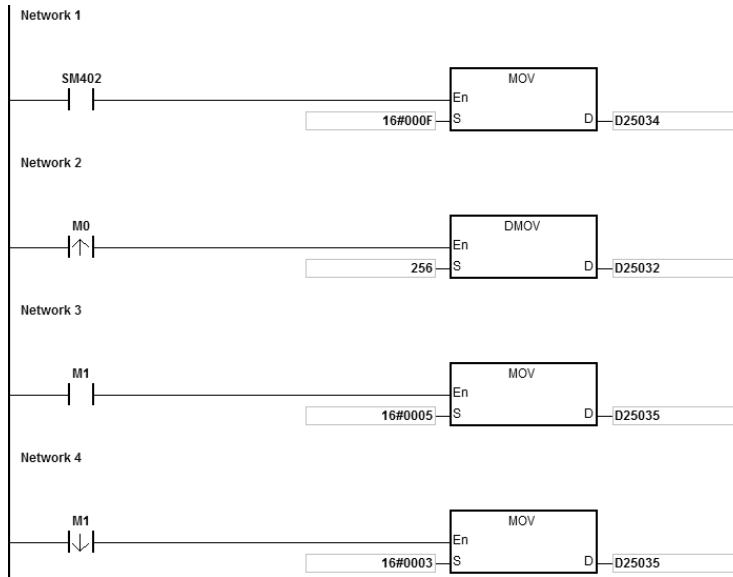 Network 1
SM402
MOV
En
16#000F S D D25034
Network 2
M0
DMOV
En
256 S D D25032
Network 3
M1
MOV
En
16#0005 S D D25035
Network 4
M1
MOV
En
16#0003 S D D25035